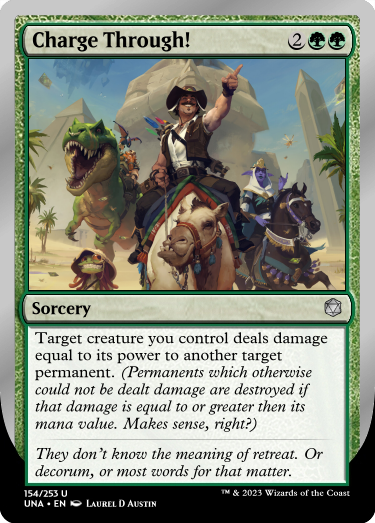 Charge Through! 2
Sorcery
Target creature you control deals damage
equal to its power to another target
permanent. (Permanents which otherwise
could not be dealt damage are destroyed if
that damage is equal to or greater then its
mana value. Makes sense, right?)
They don't know the meaning of retreat. Or
decorum, or most words for that matter.
154/253 U
UNA • EN Laurel D Austin
™ & 2023 Wizards of the Coast